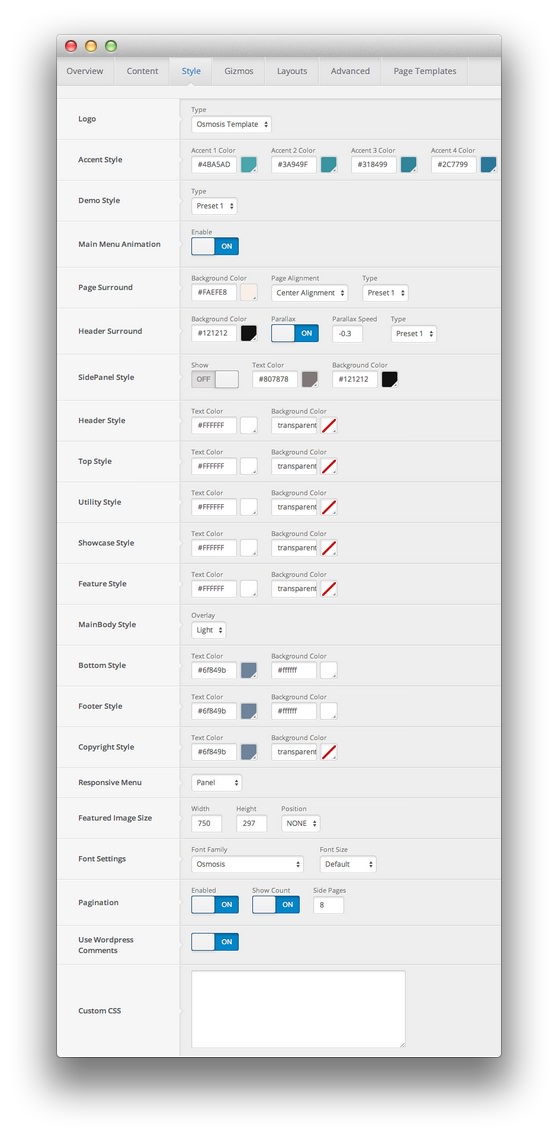 Overview Content Style Gizmos Layouts Advanced Page Templates
Logo
Type
Osmosis Template
Accent Style
Accent 1 Color Accent 2 Color Accent 3 Color Accent 4 Color
#4BA5AD #3A949F #318499 #2C7799
Demo Style
Type
Preset 1
Main Menu Animation
Enable
ON
Page Surround
Background Color Page Alignment Type
#FAEFE8 Center Alignment Preset 1
Header Surround
Background Color Parallax Parallax Speed Type
#121212 ON -0.3 Preset 1
SidePanel Style
Show Text Color Background Color
OFF #807878 #121212
Header Style
Text Color Background Color
#FFFFFF transparent
Top Style
Text Color Background Color
#FFFFFF transparent
Utility Style
Text Color Background Color
#FFFFFF transparent
Showcase Style
Text Color Background Color
#FFFFFF transparent
Feature Style
Text Color Background Color
#FFFFFF transparent
MainBody Style
Overlay
Light
Bottom Style
Text Color Background Color
#6f849b #ffffff
Footer Style
Text Color Background Color
#6f849b #ffffff
Copyright Style
Text Color Background Color
#6f849b transparent
Responsive Menu
Panel
Featured Image Size
Width Height Position
750 297 NONE
Font Settings
Font Family Font Size
Osmosis Default
Pagination
Enabled Show Count Side Pages
ON ON 8
Use Wordpress
Comments
ON
Custom CSS